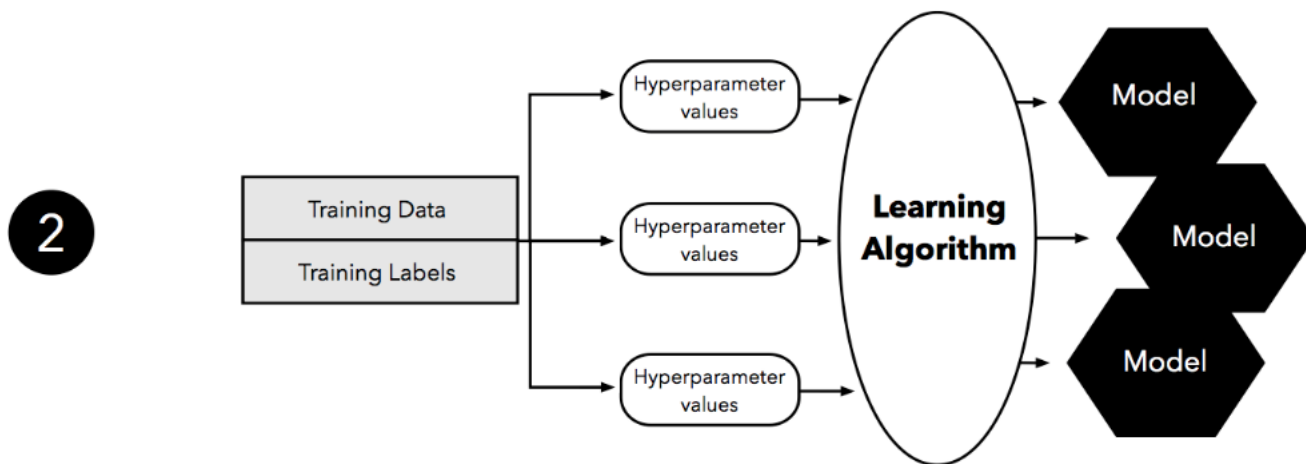 2
Training Data
Training Labels
Hyperparameter
values
Hyperparameter
values
Hyperparameter
values
Learning
Algorithm
Model
Model
Model